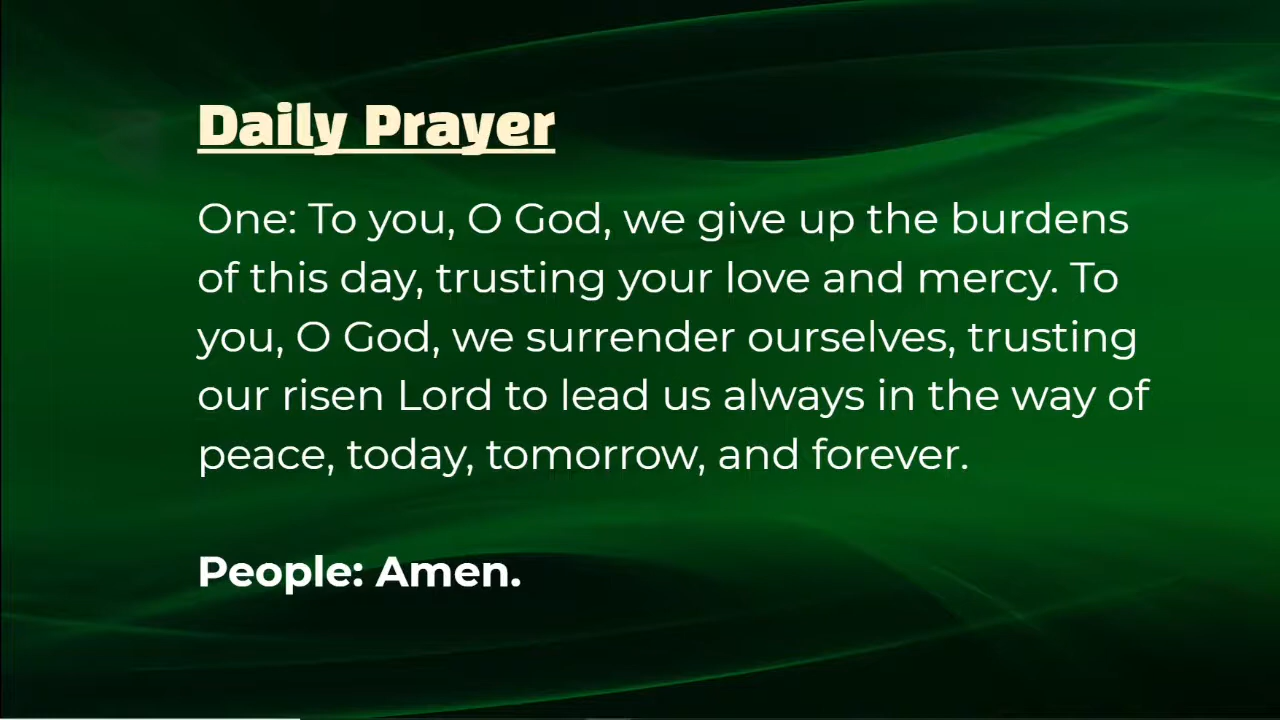 Daily Prayer
One: To you, O God, we give up the burdens
of this day, trusting your love and mercy. To
you, O God, we surrender ourselves, trusting
our risen Lord to lead us always in the way of
peace, today, tomorrow, and forever.
People: Amen.